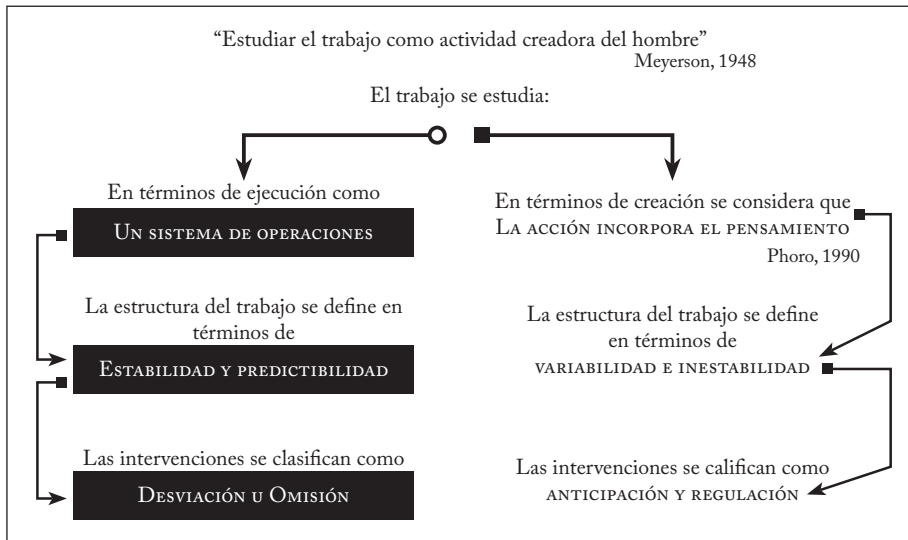 “Estudiar el trabajo como actividad creadora del hombre”
Meyerson, 1948
El trabajo se estudia:
En términos de ejecución como
Un sistema de operaciones
La estructura del trabajo se define en
términos de
Estabilidad y predictibilidad
Las intervenciones se clasifican como
Desviación u Omisión
En términos de creación se considera que
La acción incorpora el pensamiento
Phoro, 1990
La estructura del trabajo se define
en términos de
variabilidad e inestabilidad
Las intervenciones se califican como
anticipación y regulación